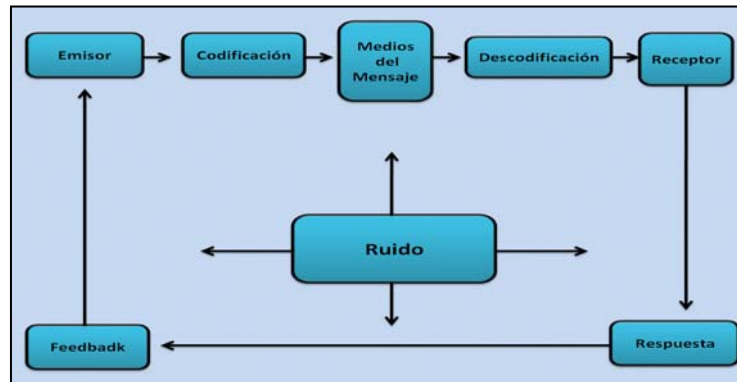 Emisor
Codificación
Medios
del
Mensaje
Descodificación
Receptor
Ruido
Feedbadk
Respuesta